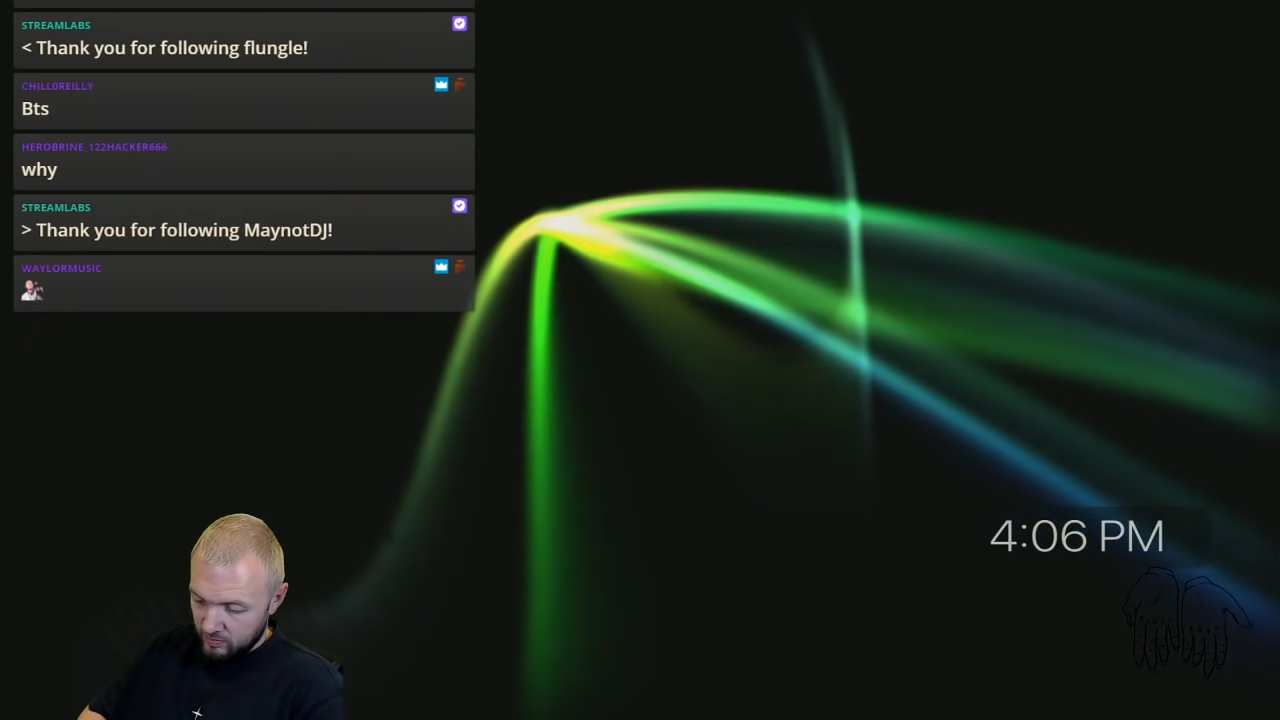 STREAMLABS
< Thank you for following flungle!
CHILL0REILLY
Bts
HEROBRINE_122HACKER666
why
STREAMLABS
> Thank you for following MaynotDJ!
WAYLORMUSIC
4:06 PM